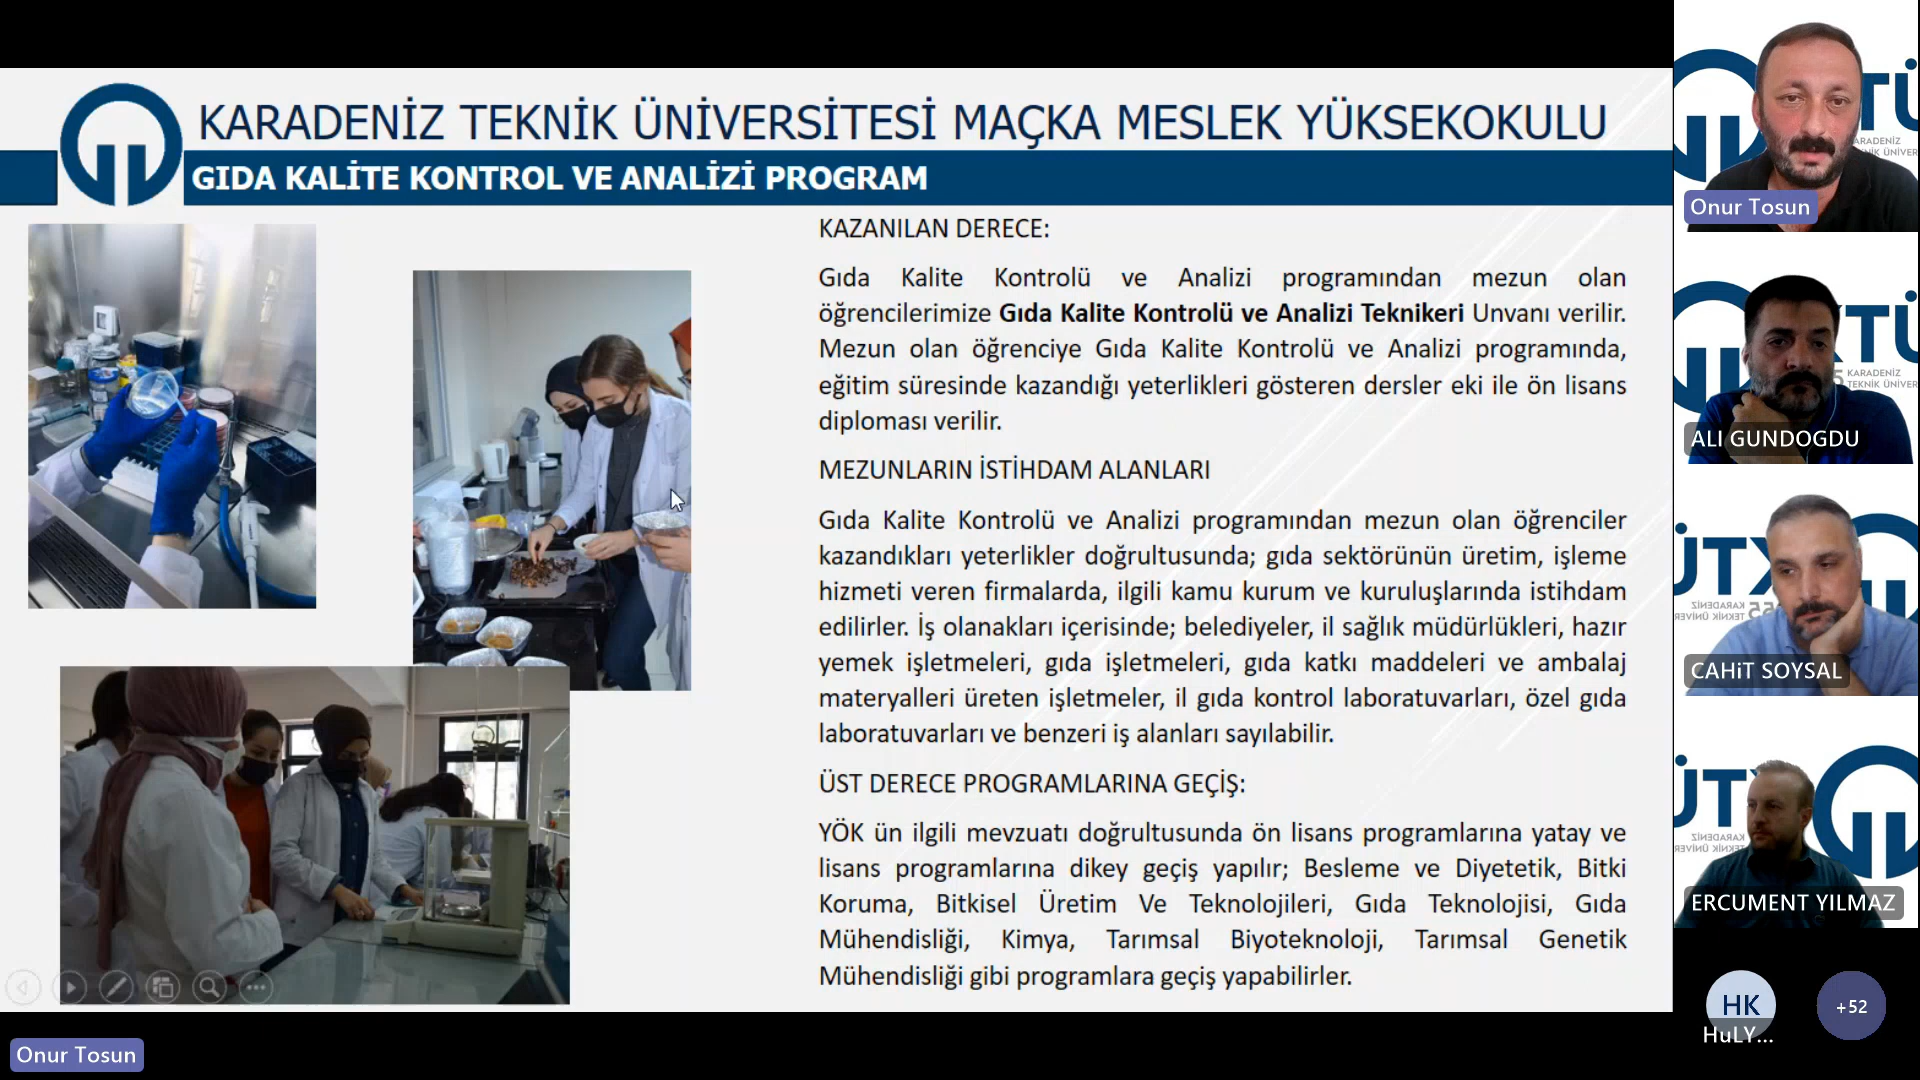 KARADENİZ TEKNİK ÜNİVERSİTESİ MAÇKA MESLEK YÜKSEKOKULU
GIDA KALİTE KONTROL VE ANALİZİ PROGRAM
KAZANILAN DERECE:
Gıda Kalite Kontrolü ve Analizi programından mezun olan
öğrencilerimize Gıda Kalite Kontrolü ve Analizi Teknikeri Unvanı verilir.
Mezun olan öğrenciye Gıda Kalite Kontrolü ve Analizi programında,
eğitim süresinde kazandığı yeterlikleri gösteren dersler eki ile ön lisans
diploması verilir.
MEZUNLARIN İSTİHDAM ALANLARI
Gıda Kalite Kontrolü ve Analizi programından mezun olan öğrenciler
kazandıkları yeterlikler doğrultusunda; gıda sektörünün üretim, işleme
hizmeti veren firmalarda, ilgili kamu kurum ve kuruluşlarında istihdam
edilirler. İş olanakları içerisinde; belediyeler, il sağlık müdürlükleri, hazır
yemek işletmeleri, gıda işletmeleri, gıda katkı maddeleri ve ambalaj
materyalleri üreten işletmeler, il gıda kontrol laboratuvarları, özel gıda
laboratuvarları ve benzeri iş alanları sayılabilir.
ÜST DERECE PROGRAMLARINA GEÇİŞ:
YÖK ün ilgili mevzuatı doğrultusunda ön lisans programlarına yatay ve
lisans programlarına dikey geçiş yapılır; Besleme ve Diyetetik, Bitki
Koruma, Bitkisel Üretim Ve Teknolojileri, Gıda Teknolojisi, Gıda
Mühendisliği, Kimya, Tarımsal Biyoteknoloji, Tarımsal Genetik
Mühendisliği gibi programlara geçiş yapabilirler.
Onur Tosun
Onur Tosun
ALI GUNDOGDU
KARADENİZ
TEKNİK ÜNİVER
CAHiT SOYSAL
ERCUMENT YILMAZ
HK
HuLY...
+52